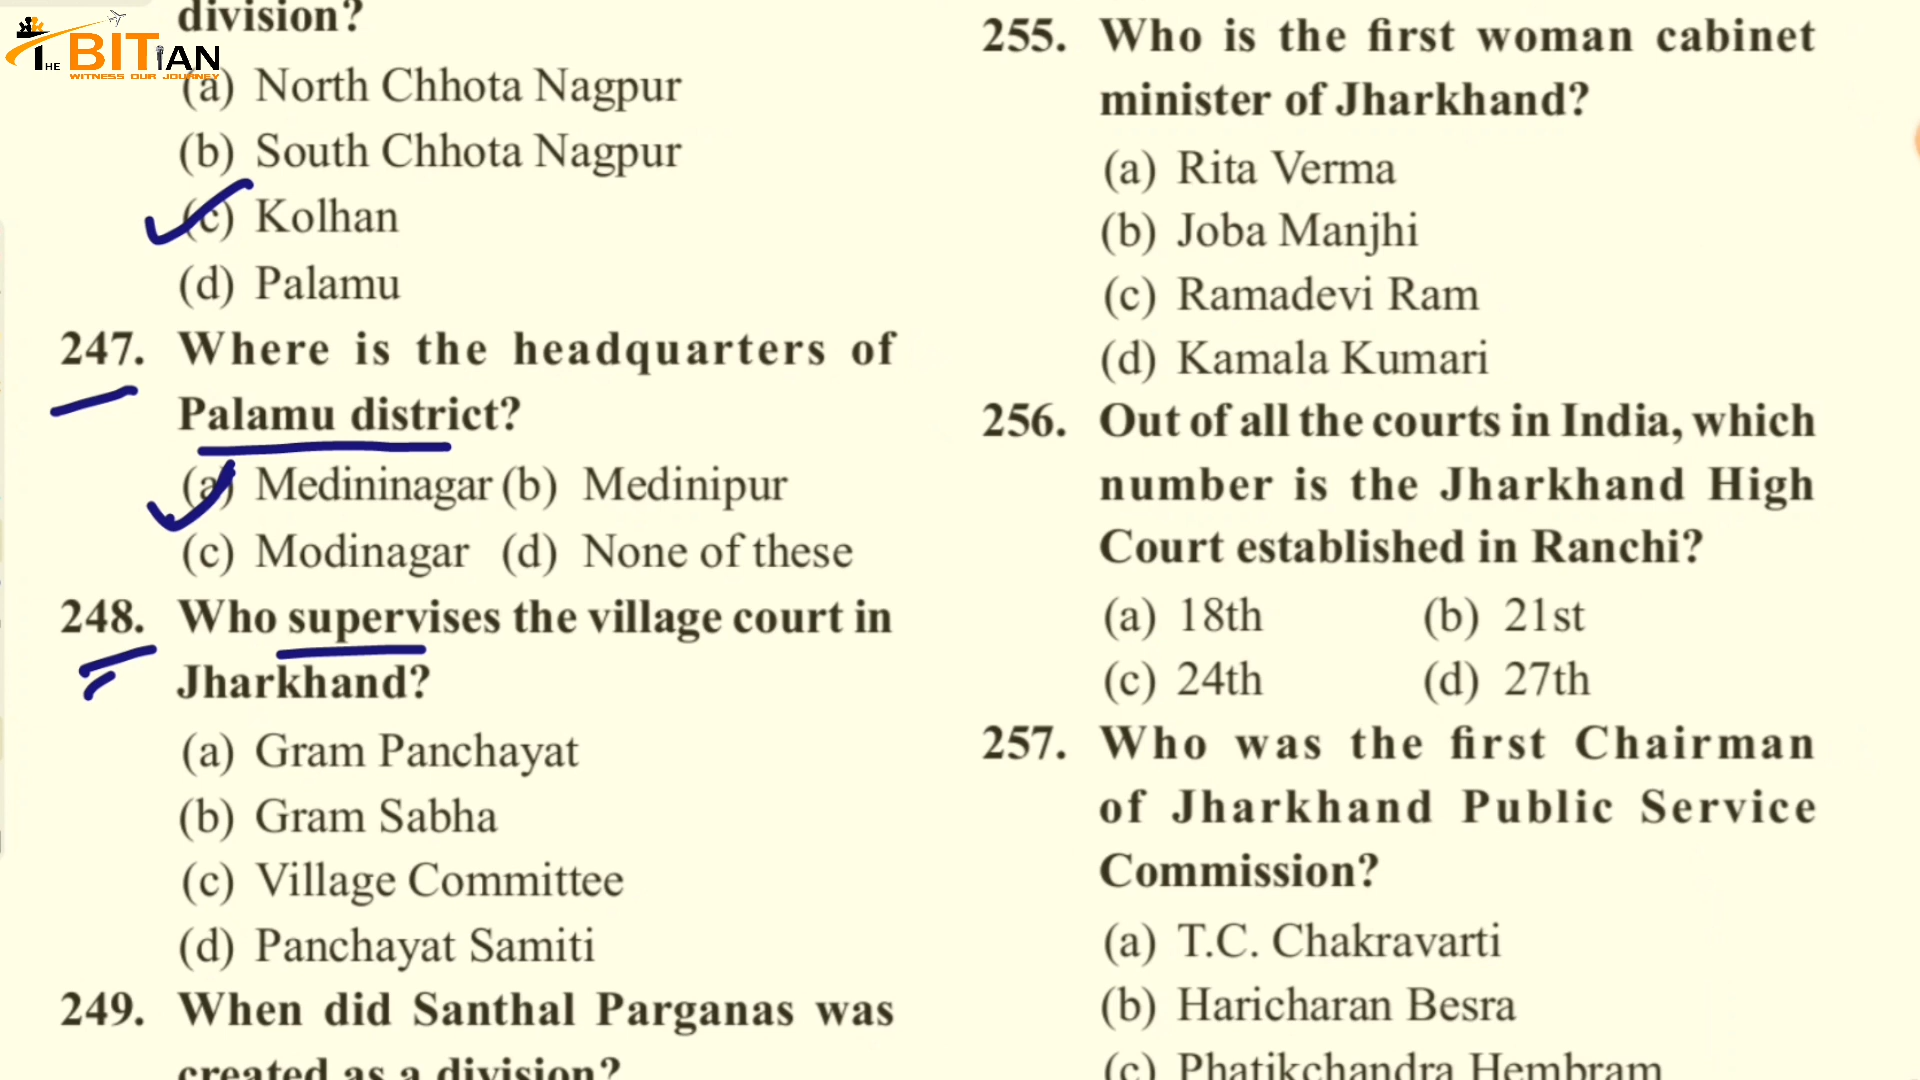 THE BITIAN
WITNESS OUR JOURNEY
division?
(a) North Chhota Nagpur
(b) South Chhota Nagpur
(c) Kolhan
(d) Palamu
247. Where is the headquarters of
Palamu district?
(a) Medininagar (b) Medinipur
(c) Modinagar (d) None of these
248. Who supervises the village court in
Jharkhand?
(a) Gram Panchayat
(b) Gram Sabha
(c) Village Committee
(d) Panchayat Samiti
249. When did Santhal Parganas was
created as a division?
255. Who is the first woman cabinet
minister of Jharkhand?
(a) Rita Verma
(b) Joba Manjhi
(c) Ramadevi Ram
(d) Kamala Kumari
256. Out of all the courts in India, which
number is the Jharkhand High
Court established in Ranchi?
(a) 18th (b) 21st
(c) 24th (d) 27th
257. Who was the first Chairman
of Jharkhand Public Service
Commission?
(a) T.C. Chakravarti
(b) Haricharan Besra
(c) Phatikchandra Hembram